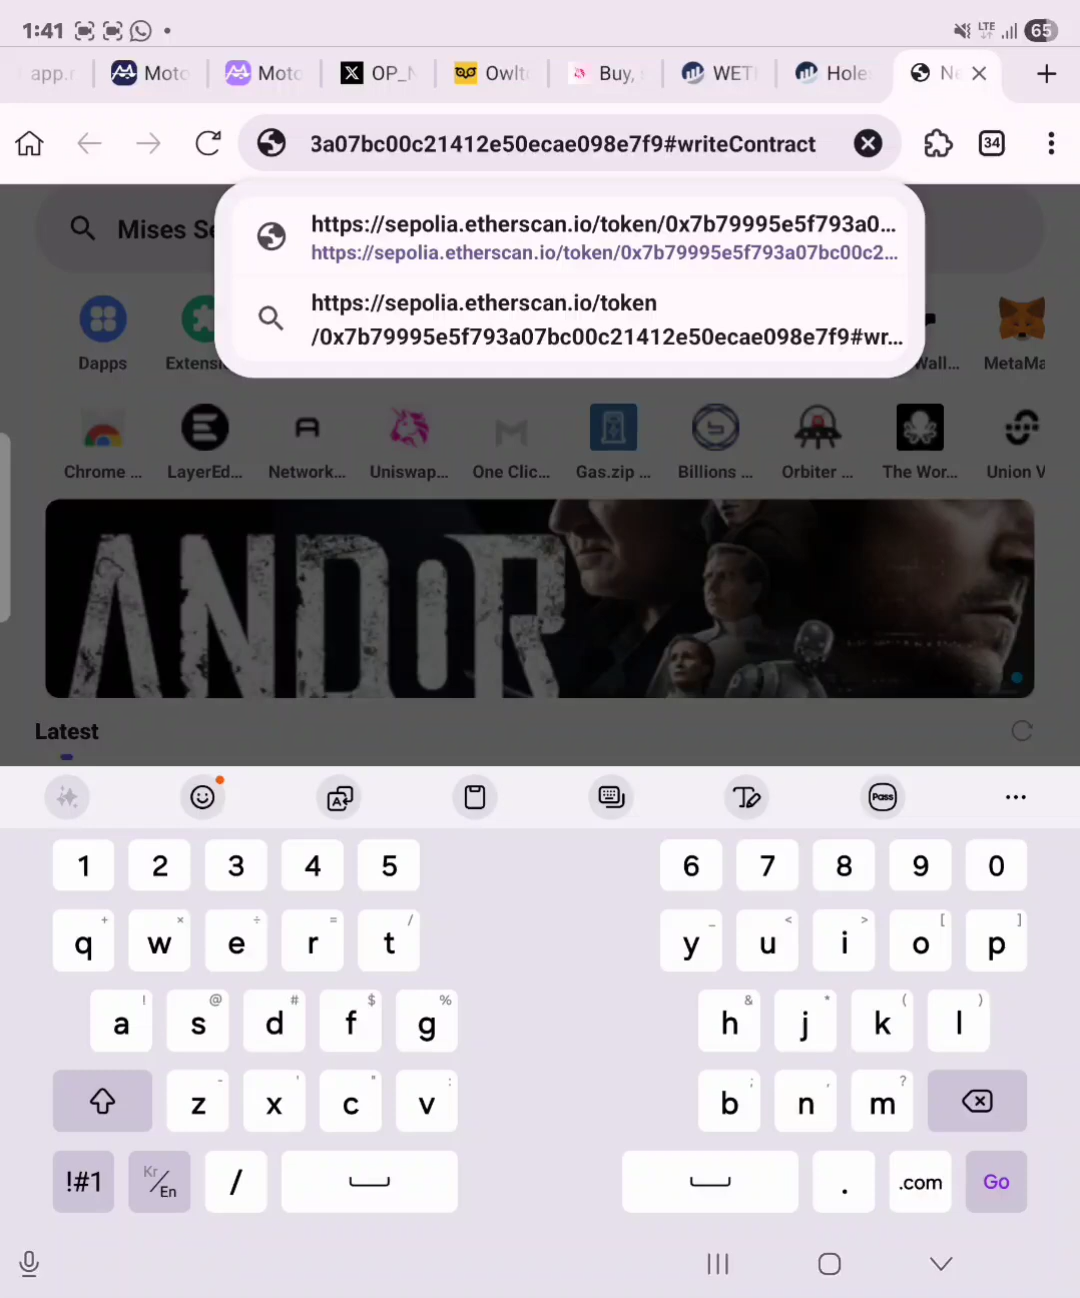 1:41
LTE
65
app.r
Moto
Moto
X OP_N
Owlto
Buy, s
WETH
Holes
Ne
3a07bc00c21412e50ecae098e7f9#writeContract
34
https://sepolia.etherscan.io/token/0x7b79995e5f793a0...
https://sepolia.etherscan.io/token/0x7b79995e5f793a07bc00c2...
https://sepolia.etherscan.io/token
/0x7b79995e5f793a07bc00c21412e50ecae098e7f9#wr...
Mises Se
Dapps
Extens
Wall...
MetaMa
Chrome ...
LayerEd...
Network...
Uniswap...
One Clic...
Gas.zip ...
Billions ...
Orbiter ...
The Wor...
Union V
ANDOR
Latest
Pass
1 2 3 4 5 6 7 8 9 0
+ × ÷ = / _ < > [ ]
q w e r t y u i o p
! @ # $ % & * ( )
a s d f g h j k l
- ' " : ; , ?
z x c v b n m
!#1 Kr/En / . .com Go